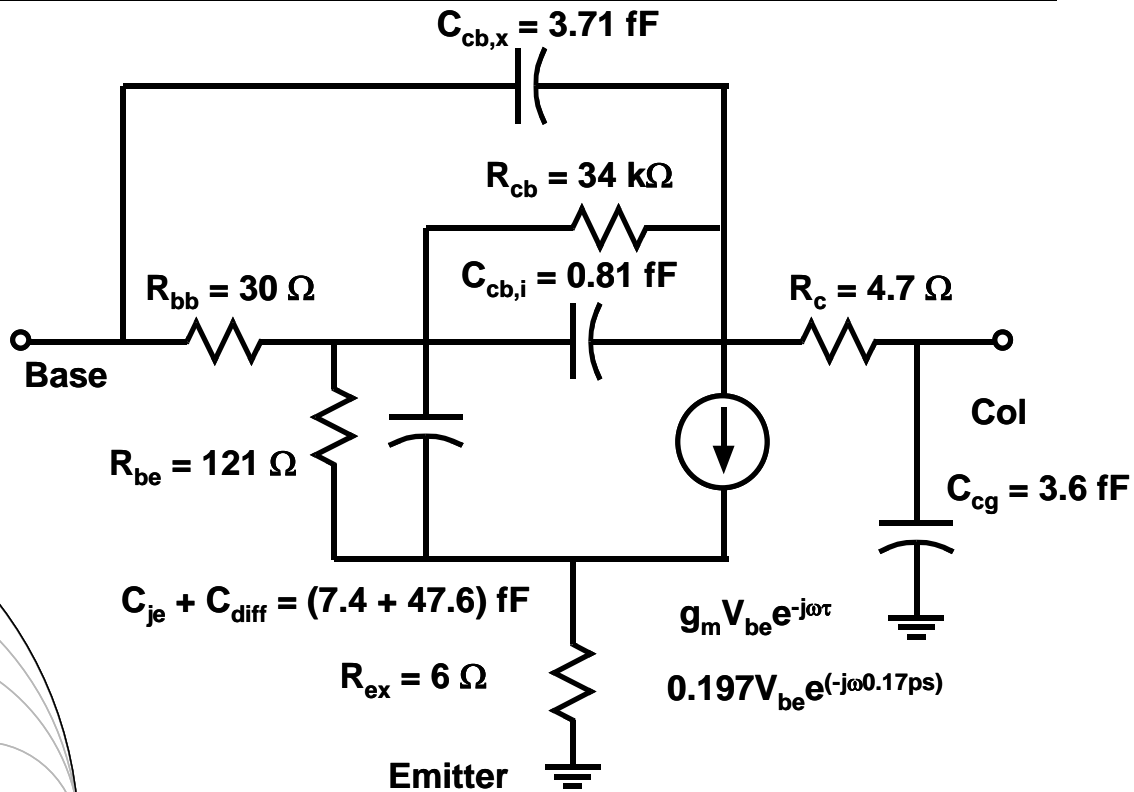 C_cb,x = 3.71 fF
R_cb = 34 kΩ
C_cb,i = 0.81 fF
R_bb = 30 Ω
R_c = 4.7 Ω
Base
Col
R_be = 121 Ω
C_cg = 3.6 fF
C_je + C_diff = (7.4 + 47.6) fF
g_mV_bee^-jωτ
R_ex = 6 Ω
0.197V_bee^(-jω0.17ps)
Emitter